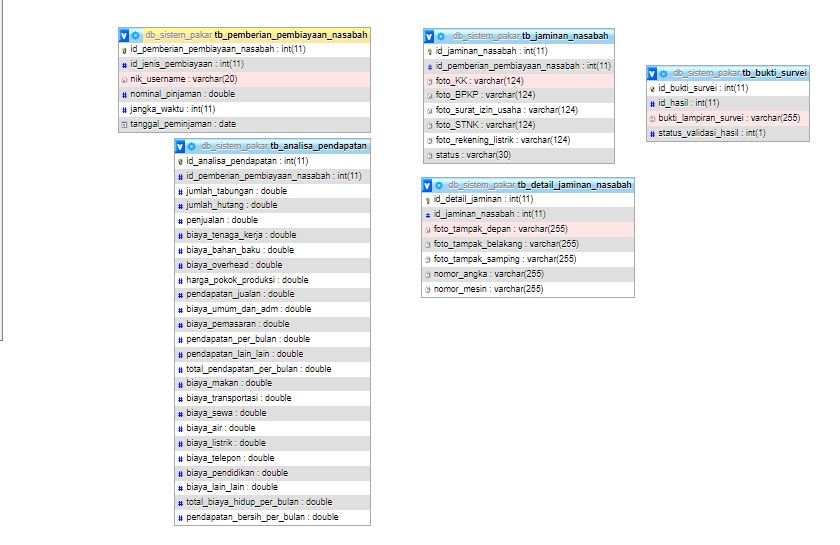 db_sistem_pakar tb_pemberian_pembiayaan_nasabah
id_pemberian_pembiayaan_nasabah : int(11)
id_jenis_pembiayaan : int(11)
nik_username : varchar(20)
nominal_pinjaman : double
jangka_waktu : int(11)
tanggal_peminjaman : date
db_sistem_pakar tb_analisa_pendapatan
id_analisa_pendapatan : int(11)
id_pemberian_pembiayaan_nasabah : int(11)
jumlah_tabungan : double
jumlah_hutang : double
penjualan : double
biaya_tenaga_kerja : double
biaya_bahan_baku : double
biaya_overhead : double
harga_pokok_produksi : double
pendapatan_jualan : double
biaya_umum_dan_adm : double
biaya_pemasaran : double
pendapatan_per_bulan : double
pendapatan_lain_lain : double
total_pendapatan_per_bulan : double
biaya_makan : double
biaya_transportasi : double
biaya_sewa : double
biaya_air : double
biaya_listrik : double
biaya_telepon : double
biaya_pendidikan : double
biaya_lain_lain : double
total_biaya_hidup_per_bulan : double
pendapatan_bersih_per_bulan : double
db_sistem_pakar tb_jaminan_nasabah
id_jaminan_nasabah : int(11)
id_pemberian_pembiayaan_nasabah : int(11)
foto_KK : varchar(124)
foto_BPKP : varchar(124)
foto_surat_izin_usaha : varchar(124)
foto_STNK : varchar(124)
foto_rekening_listrik : varchar(124)
status : varchar(30)
db_sistem_pakar tb_detail_jaminan_nasabah
id_detail_jaminan : int(11)
id_jaminan_nasabah : int(11)
foto_tampak_depan : varchar(255)
foto_tampak_belakang : varchar(255)
foto_tampak_samping : varchar(255)
nomor_angka : varchar(255)
nomor_mesin : varchar(255)
db_sistem_pakar tb_bukti_survei
id_bukti_survei : int(11)
id_hasil : int(11)
bukti_lampiran_survei : varchar(255)
status_validasi_hasil : int(1)